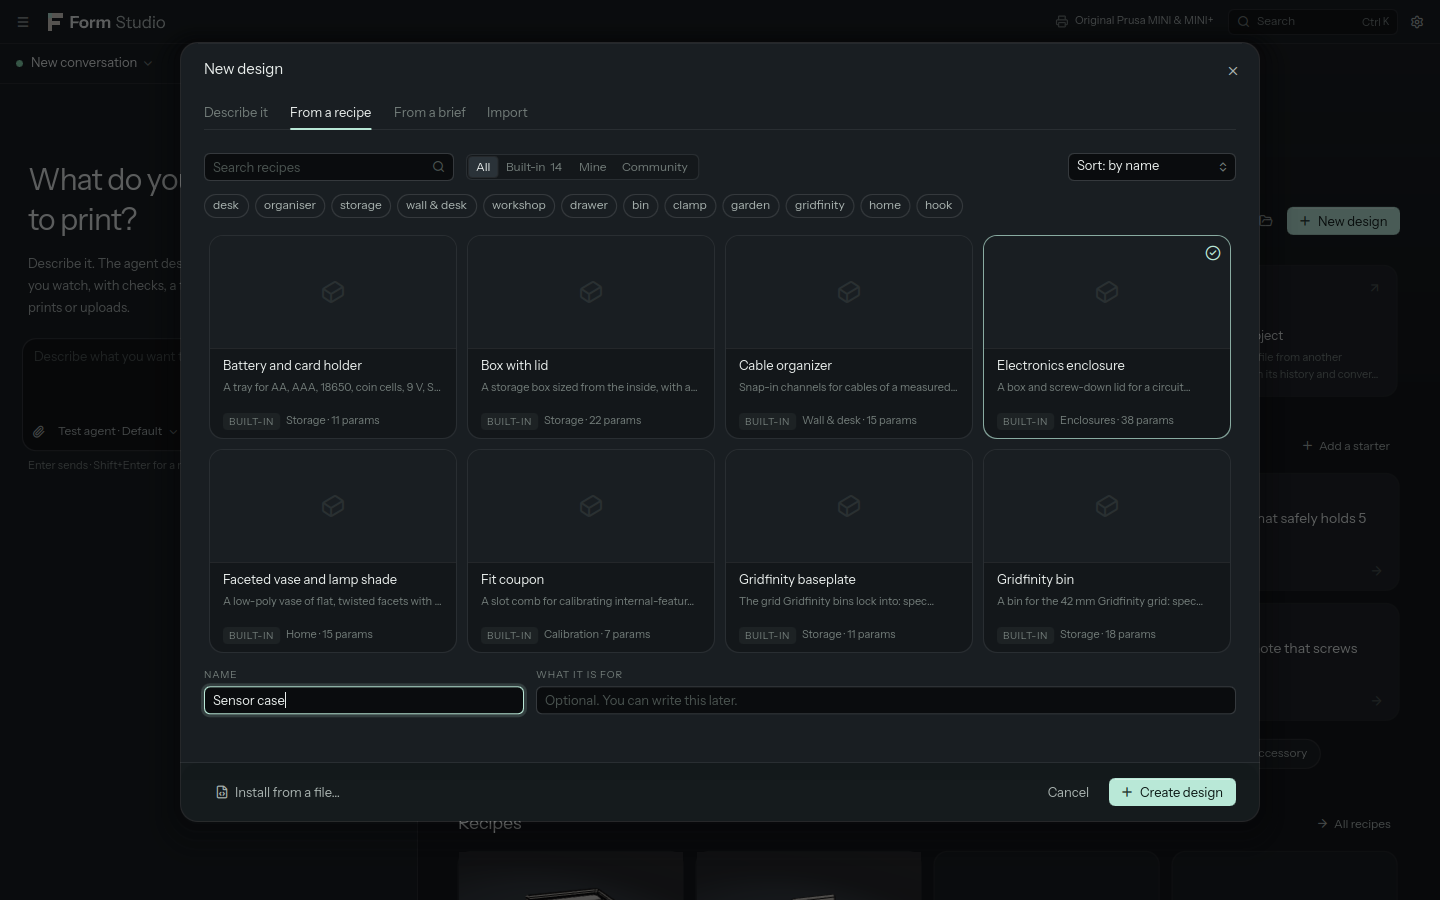 Form Studio
Original Prusa MINI & MINI+
Search
Ctrl K
New conversation
What do you
to print?
Describe it. The agent des
you watch, with checks, a
prints or uploads.
Describe what you want
Test agent · Default
Enter sends · Shift+Enter for a
New design
Describe it
From a recipe
From a brief
Import
Search recipes
All
Built-in 14
Mine
Community
Sort: by name
desk
organiser
storage
wall & desk
workshop
drawer
bin
clamp
garden
gridfinity
home
hook
Battery and card holder
A tray for AA, AAA, 18650, coin cells, 9 V, S...
BUILT-IN
Storage · 11 params
Box with lid
A storage box sized from the inside, with a...
BUILT-IN
Storage · 22 params
Cable organizer
Snap-in channels for cables of a measured...
BUILT-IN
Wall & desk · 15 params
Electronics enclosure
A box and screw-down lid for a circuit...
BUILT-IN
Enclosures · 38 params
Faceted vase and lamp shade
A low-poly vase of flat, twisted facets with ...
BUILT-IN
Home · 15 params
Fit coupon
A slot comb for calibrating internal-featur...
BUILT-IN
Calibration · 7 params
Gridfinity baseplate
The grid Gridfinity bins lock into: spec...
BUILT-IN
Storage · 11 params
Gridfinity bin
A bin for the 42 mm Gridfinity grid: spec...
BUILT-IN
Storage · 18 params
NAME
Sensor case
WHAT IT IS FOR
Optional. You can write this later.
Install from a file...
Cancel
Create design
New design
file from another
its history and conver...
Add a starter
hat safely holds 5
ote that screws
ccessory
Recipes
All recipes